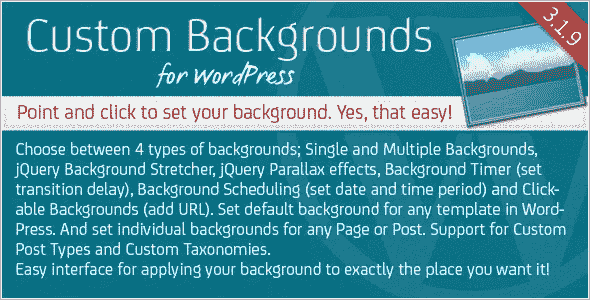 Custom Backgrounds
for WordPress
3.1.9
Point and click to set your background. Yes, that easy!
Choose between 4 types of backgrounds; Single and Multiple Backgrounds,
jQuery Background Stretcher, jQuery Parallax effects, Background Timer (set
transition delay), Background Scheduling (set date and time period) and Click-
able Backgrounds (add URL). Set default background for any template in Word-
Press. And set individual backgrounds for any Page or Post. Support for Custom
Post Types and Custom Taxonomies.
Easy interface for applying your background to exactly the place you want it!